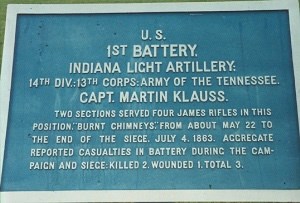 U.S.
1ST BATTERY,
INDIANA LIGHT ARTILLERY:
14TH DIV.: 13TH CORPS: ARMY OF THE TENNESSEE.
CAPT. MARTIN KLAUSS.
TWO SECTIONS SERVED FOUR JAMES RIFLES IN THIS
POSITION, "BURNT CHIMNEYS," FROM ABOUT MAY 22 TO
THE END OF THE SIEGE, JULY 4, 1863. AGGREGATE
REPORTED CASUALTIES IN BATTERY DURING THE CAM-
PAIGN AND SIEGE: KILLED 2, WOUNDED 1, TOTAL 3.